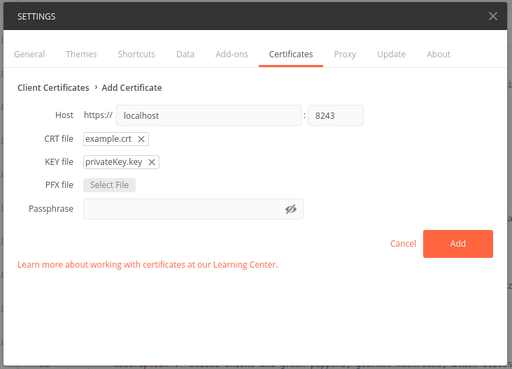 SETTINGS
General Themes Shortcuts Data Add-ons Certificates Proxy Update About
Client Certificates > Add Certificate
Host https:// localhost : 8243
CRT file example.crt
KEY file privateKey.key
PFX file Select File
Passphrase
Cancel Add
Learn more about working with certificates at our Learning Center.